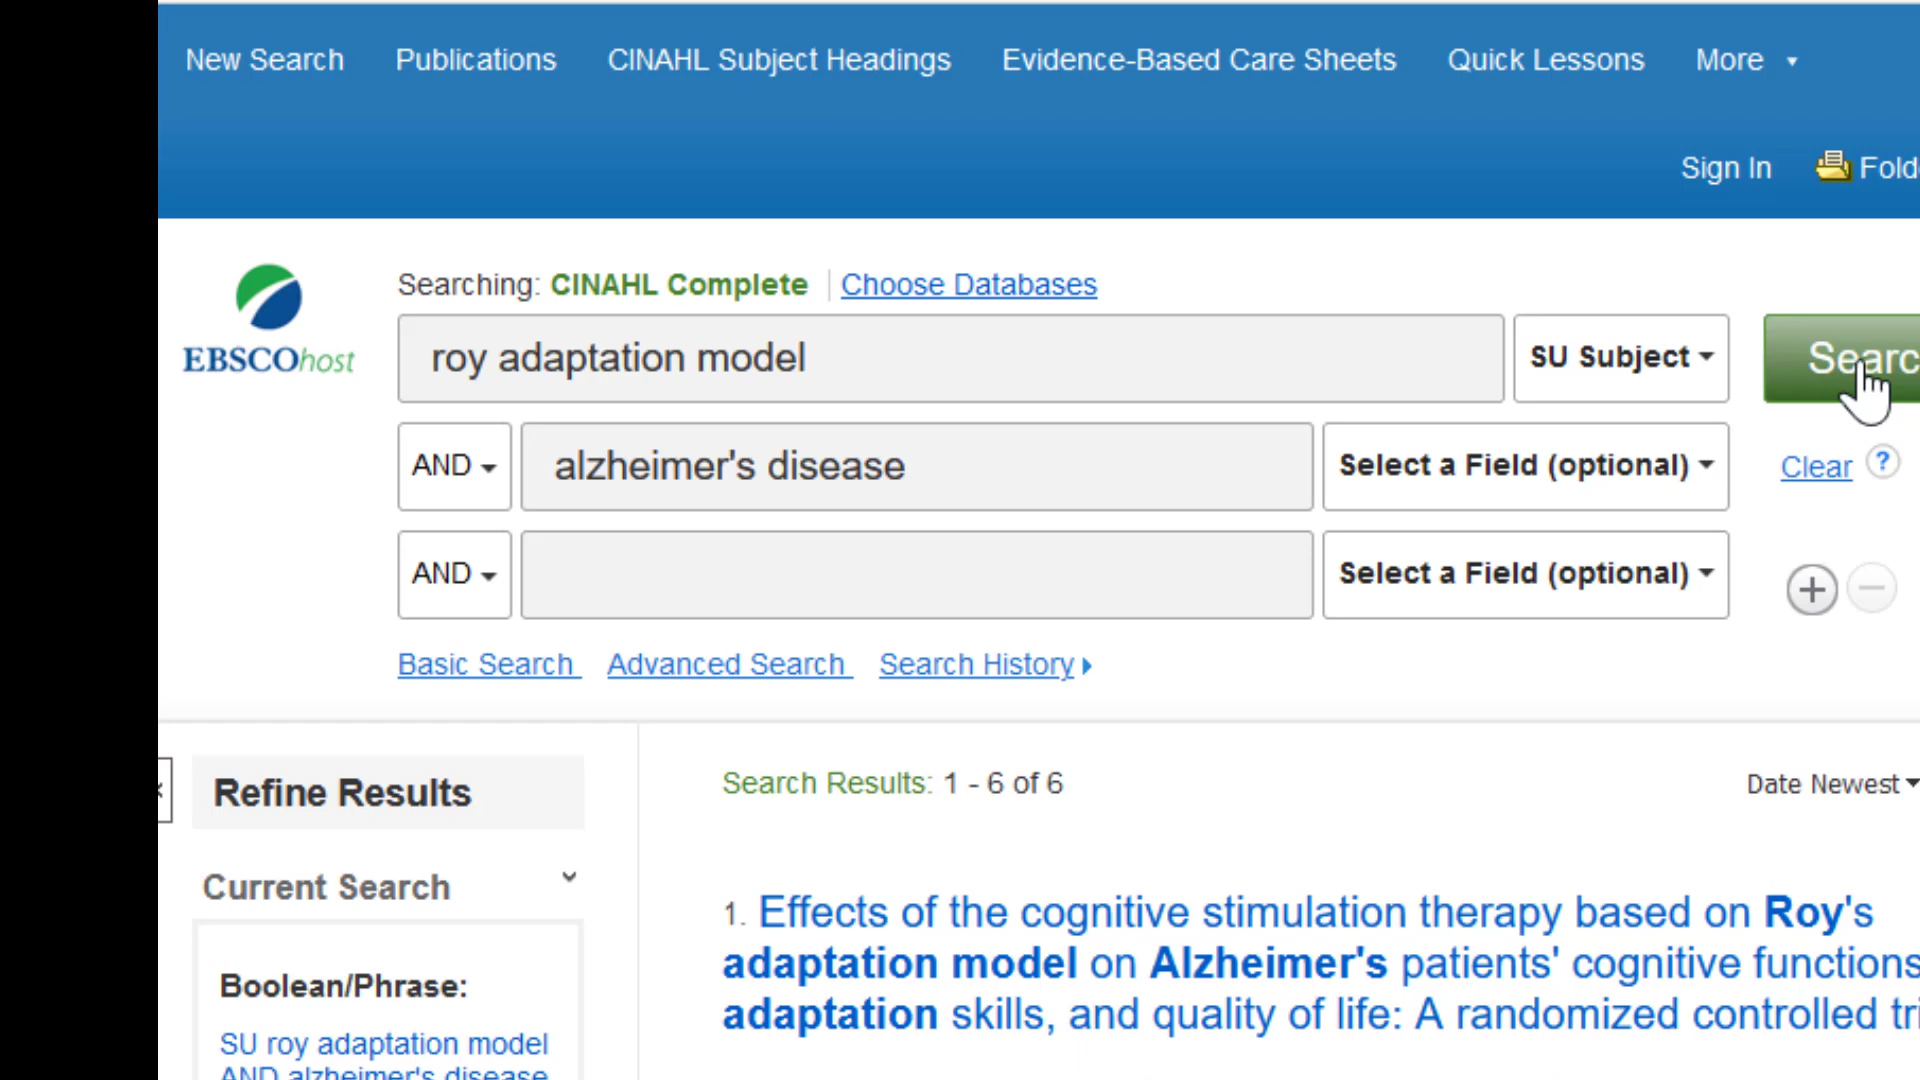 New Search Publications CINAHL Subject Headings Evidence-Based Care Sheets Quick Lessons More
Sign In
Searching: CINAHL Complete Choose Databases
EBSCOhost
roy adaptation model SU Subject
AND alzheimer's disease Select a Field (optional) Clear ?
AND Select a Field (optional)
Basic Search Advanced Search Search History
Refine Results
Search Results: 1 - 6 of 6 Date Newest
Current Search
1. Effects of the cognitive stimulation therapy based on Roy's
adaptation model on Alzheimer's patients' cognitive functions
adaptation skills, and quality of life: A randomized controlled
Boolean/Phrase:
SU roy adaptation model
AND alzheimer's disease